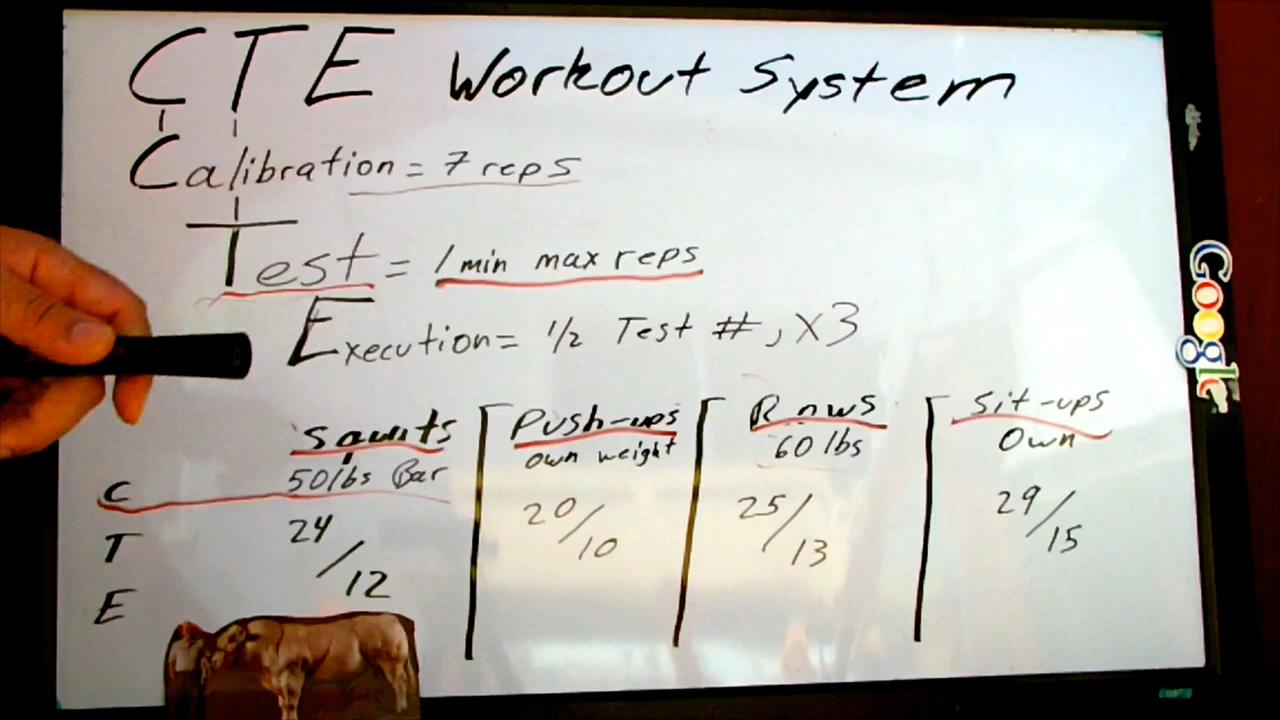 CTE Workout System
Calibration = 7 reps
Test = 1 min max reps
Execution = 1/2 Test #, X3
Squats Push-ups Rows Sit-ups
50lbs Bar own weight 60 lbs Own
C
T 24/12 20/10 25/13 29/15
E
Google